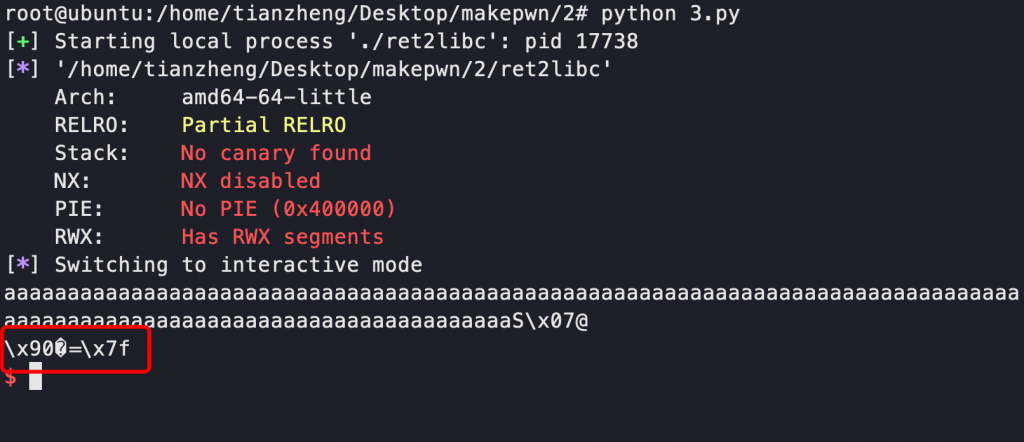 root@ubuntu:/home/tianzheng/Desktop/makepwn/2# python 3.py
[+] Starting local process './ret2libc': pid 17738
[*] '/home/tianzheng/Desktop/makepwn/2/ret2libc'
    Arch:     amd64-64-little
    RELRO:    Partial RELRO
    Stack:    No canary found
    NX:       NX disabled
    PIE:      No PIE (0x400000)
    RWX:      Has RWX segments
[*] Switching to interactive mode
aaaaaaaaaaaaaaaaaaaaaaaaaaaaaaaaaaaaaaaaaaaaaaaaaaaaaaaaaaaaaaaaaaaaaaaaaaaaaaaa
aaaaaaaaaaaaaaaaaaaaaaaaaaaaaaaaaaaaaaaaS\x07@
\x90�=\x7f
$